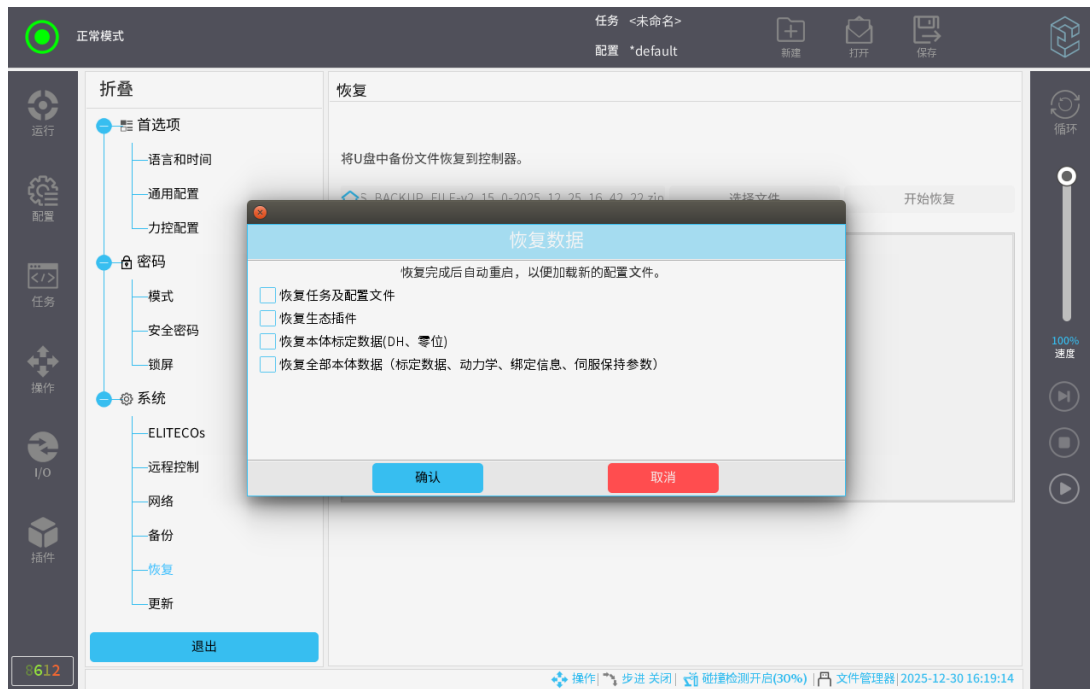 正常模式
任务 <未命名>
配置 *default
新建
打开
保存
运行
配置
任务
操作
I/O
插件
8612
折叠
首选项
语言和时间
通用配置
力控配置
密码
模式
安全密码
锁屏
系统
ELITECOs
远程控制
网络
备份
恢复
更新
退出
恢复
将U盘中备份文件恢复到控制器。
S_BACKUP_FILE-v2_15_0-2025_12_25_16_42_22.zip
选择文件
开始恢复
恢复数据
恢复完成后自动重启，以便加载新的配置文件。
恢复任务及配置文件
恢复生态插件
恢复本体标定数据(DH、零位)
恢复全部本体数据（标定数据、动力学、绑定信息、伺服保持参数）
确认
取消
循环
100%
速度
操作| 步进 关闭| 碰撞检测开启(30%) | 文件管理器|2025-12-30 16:19:14